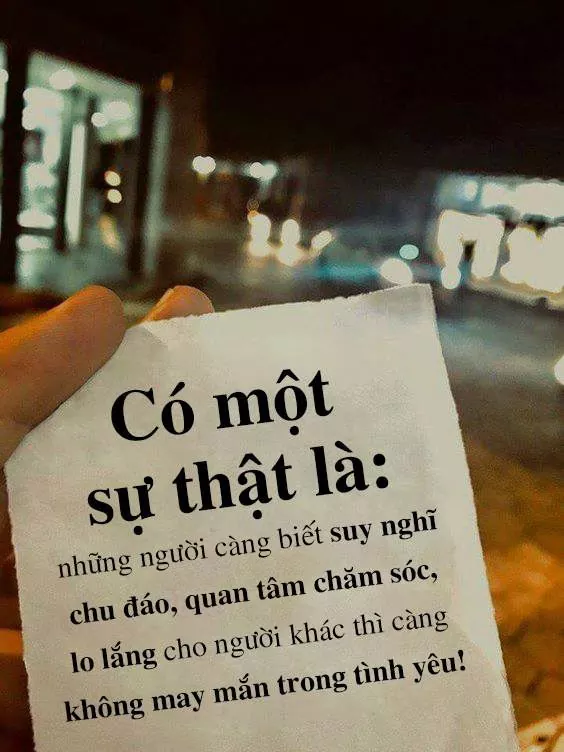 Có một
sự thật là:
những người càng biết suy nghĩ
chu đáo, quan tâm chăm sóc,
lo lắng cho người khác thì càng
không may mắn trong tình yêu!